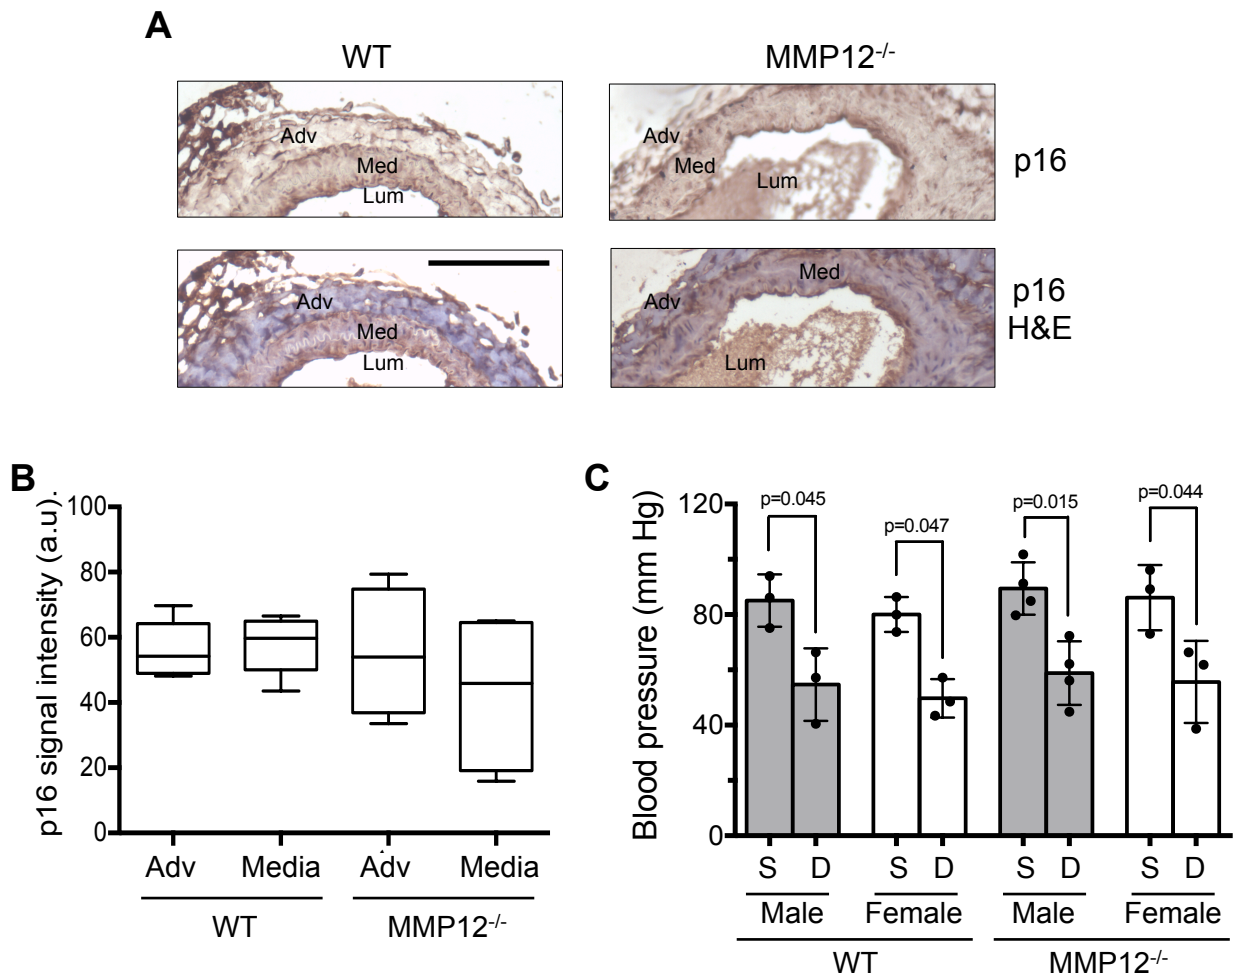 A
WT
MMP12-/-
Adv
Med
Lum
Adv
Med
Lum
p16
Adv
Med
Lum
Med
Adv
Lum
p16
H&E
B
p16 signal intensity (a.u).
100
80
60
40
20
0
Adv
Media
Adv
Media
WT
MMP12-/-
C
Blood pressure (mm Hg)
120
80
40
0
p=0.045
p=0.047
p=0.015
p=0.044
S D S D S D S D
Male Female Male Female
WT MMP12-/-